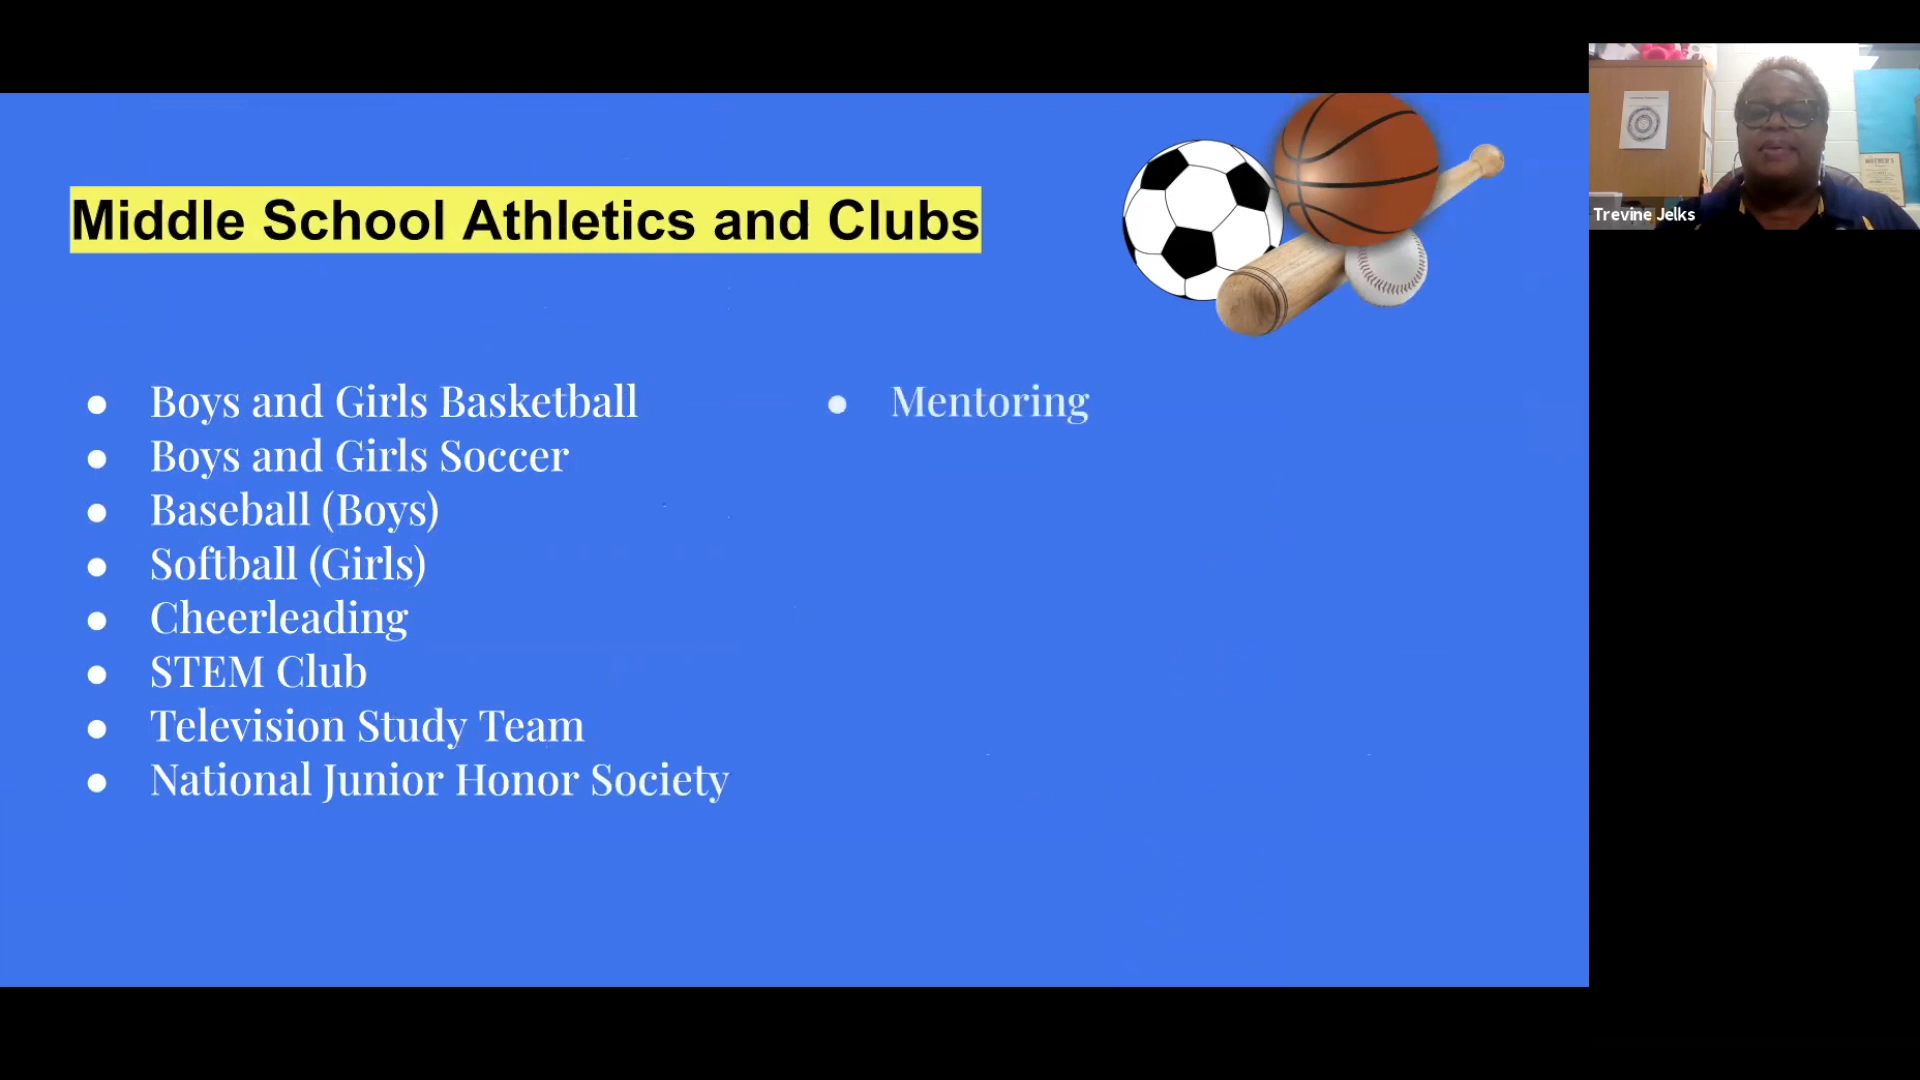 Middle School Athletics and Clubs
Trevine Jelks
● Boys and Girls Basketball
● Boys and Girls Soccer
● Baseball (Boys)
● Softball (Girls)
● Cheerleading
● STEM Club
● Television Study Team
● National Junior Honor Society
● Mentoring